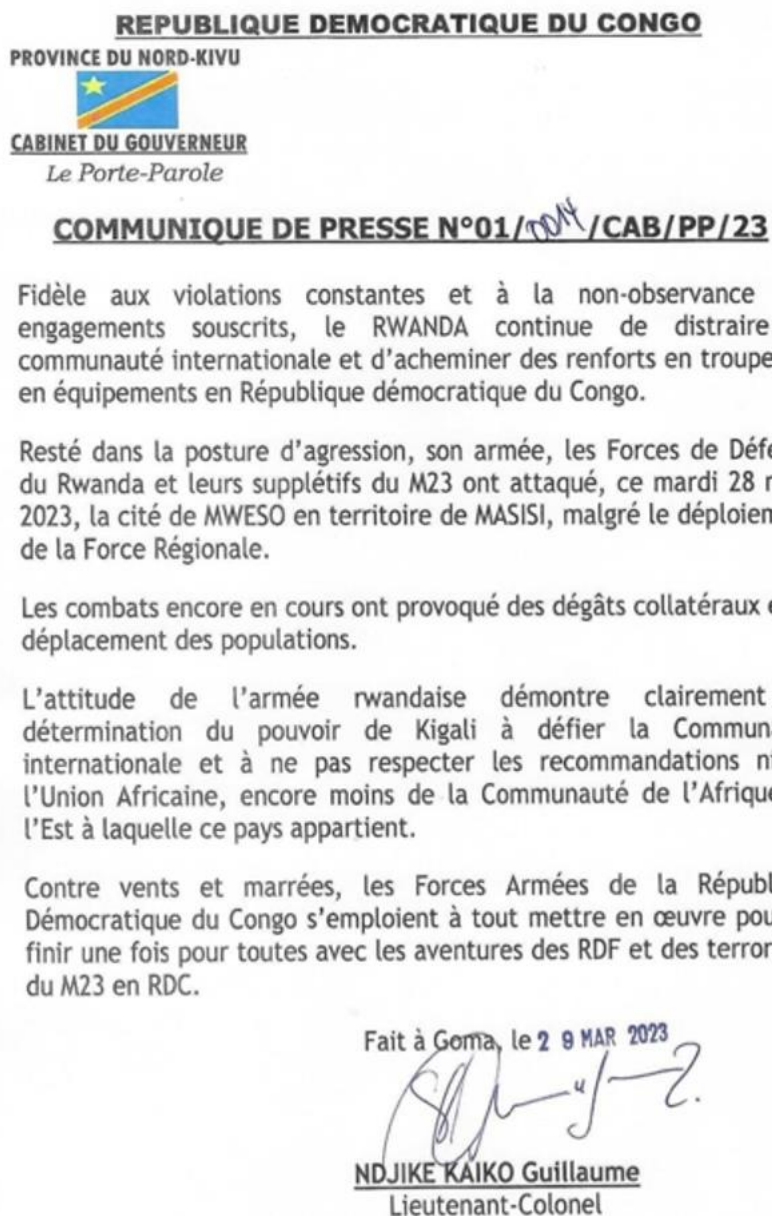 REPUBLIQUE DEMOCRATIQUE DU CONGO
PROVINCE DU NORD-KIVU
CABINET DU GOUVERNEUR
Le Porte-Parole
COMMUNIQUE DE PRESSE N°01/0014/CAB/PP/23
Fidèle aux violations constantes et à la non-observance
engagements souscrits, le RWANDA continue de distraire
communauté internationale et d'acheminer des renforts en troupe
en équipements en République démocratique du Congo.
Resté dans la posture d'agression, son armée, les Forces de Défe
du Rwanda et leurs supplétifs du M23 ont attaqué, ce mardi 28 m
2023, la cité de MWESO en territoire de MASISI, malgré le déploiem
de la Force Régionale.
Les combats encore en cours ont provoqué des dégâts collatéraux e
déplacement des populations.
L'attitude de l'armée rwandaise démontre clairement
détermination du pouvoir de Kigali à défier la Commun
internationale et à ne pas respecter les recommandations ni
l'Union Africaine, encore moins de la Communauté de l'Afrique
l'Est à laquelle ce pays appartient.
Contre vents et marrées, les Forces Armées de la Républ
Démocratique du Congo s'emploient à tout mettre en œuvre pou
finir une fois pour toutes avec les aventures des RDF et des terror
du M23 en RDC.
Fait à Goma, le 2 9 MAR 2023
NDJIKE KAIKO Guillaume
Lieutenant-Colonel